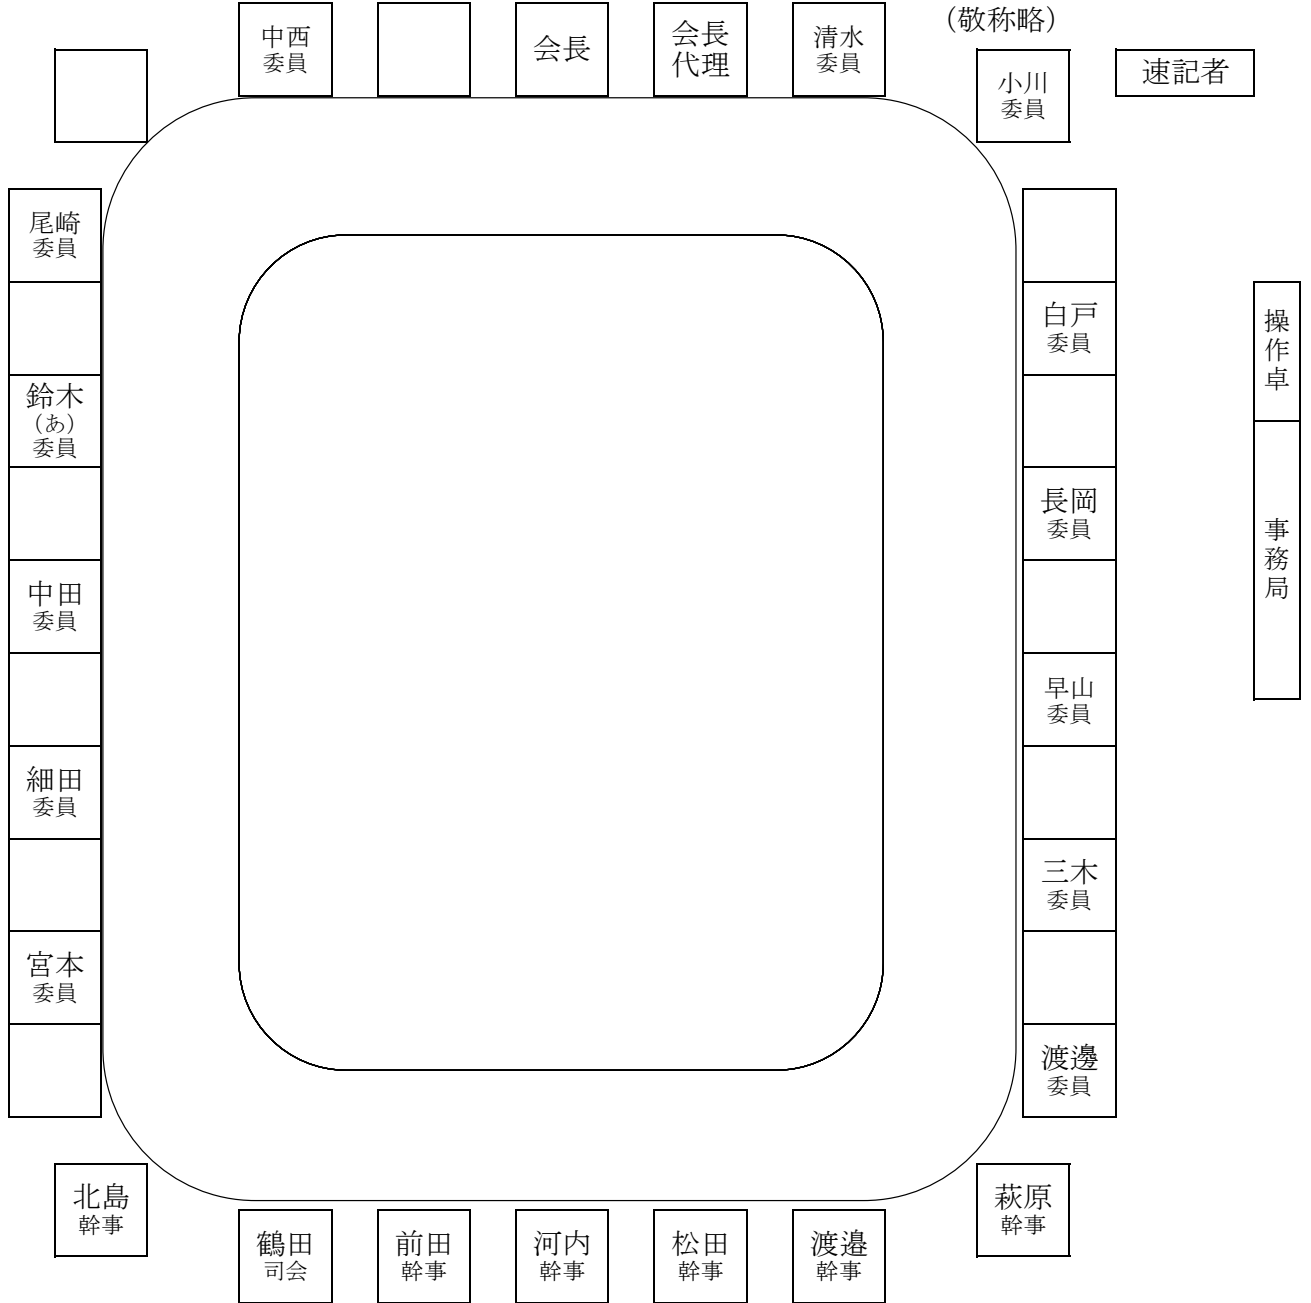 (敬称略)
中西
委員
会長
会長
代理
清水
委員
小川
委員
速記者
尾崎
委員
鈴木
(あ)
委員
中田
委員
細田
委員
宮本
委員
白戸
委員
長岡
委員
早山
委員
三木
委員
渡邊
委員
操作卓
事務局
北島
幹事
鶴田
司会
前田
幹事
河内
幹事
松田
幹事
渡邉
幹事
萩原
幹事